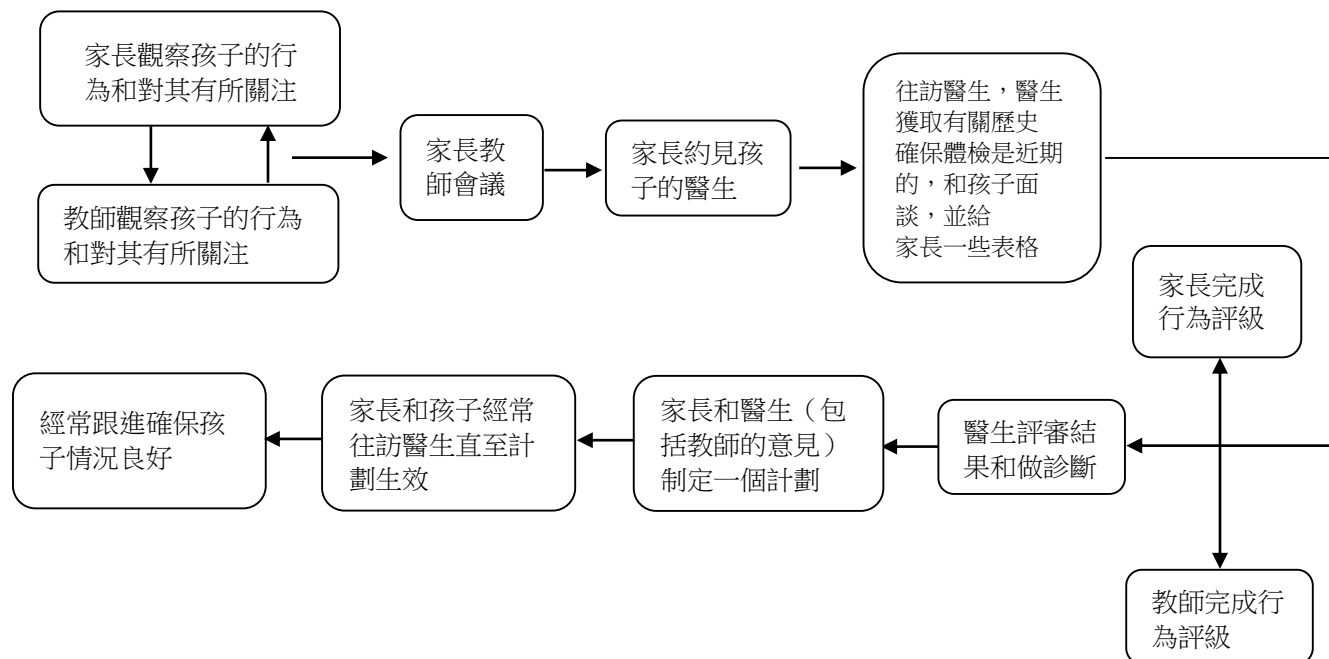 家長觀察孩子的行
為和對其有所關注
教師觀察孩子的行為
和對其有所關注
家長教
師會議
家長約見孩
子的醫生
往訪醫生，醫生
獲取有關歷史
確保體檢是近期
的，和孩子面
談，並給
家長一些表格
家長完成
行為評級
教師完成行
為評級
醫生評審結
果和做診斷
家長和醫生（包
括教師的意見）
制定一個計劃
家長和孩子經常
往訪醫生直至計
劃生效
經常跟進確保孩
子情況良好